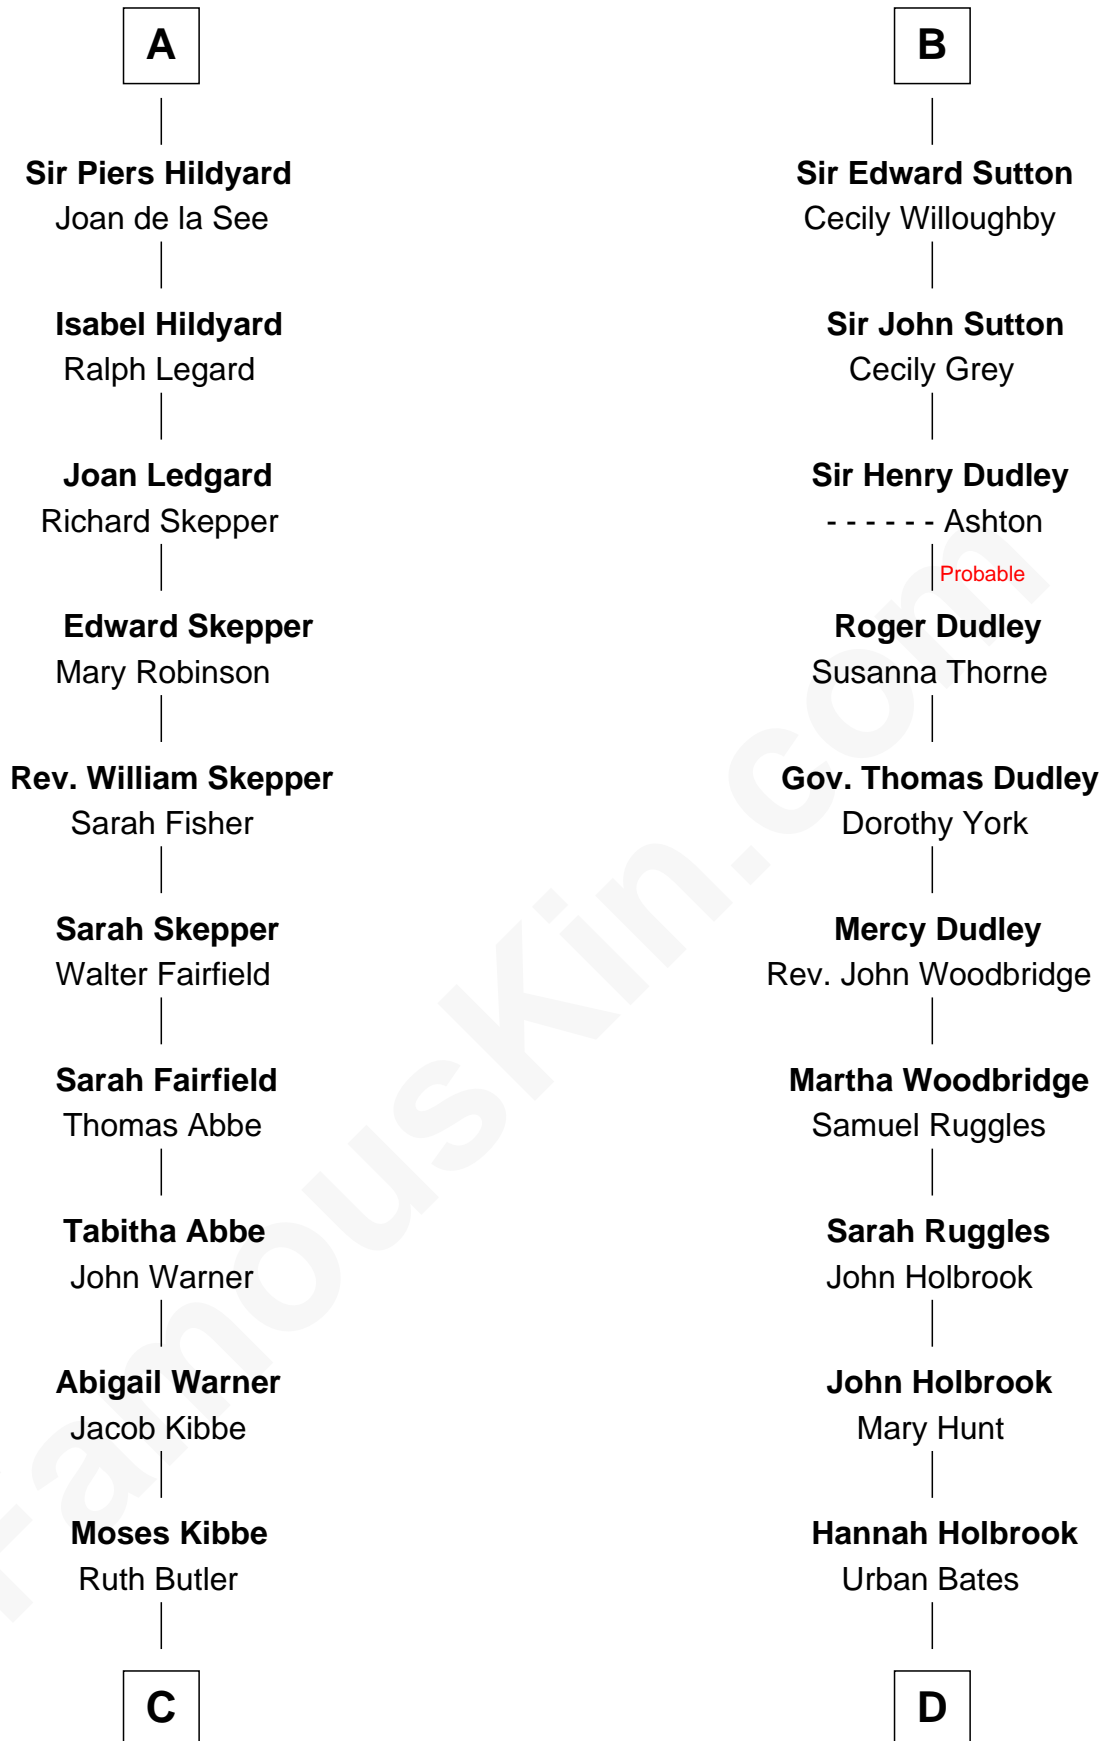 A
Sir Piers Hildyard
Joan de la See
Isabel Hildyard
Ralph Legard
Joan Ledgard
Richard Skepper
Edward Skepper
Mary Robinson
Rev. William Skepper
Sarah Fisher
Sarah Skepper
Walter Fairfield
Sarah Fairfield
Thomas Abbe
Tabitha Abbe
John Warner
Abigail Warner
Jacob Kibbe
Moses Kibbe
Ruth Butler
C
B
Sir Edward Sutton
Cecily Willoughby
Sir John Sutton
Cecily Grey
Sir Henry Dudley
- - - - - - Ashton
Probable
Roger Dudley
Susanna Thorne
Gov. Thomas Dudley
Dorothy York
Mercy Dudley
Rev. John Woodbridge
Martha Woodbridge
Samuel Ruggles
Sarah Ruggles
John Holbrook
John Holbrook
Mary Hunt
Hannah Holbrook
Urban Bates
D
FamousKin.com